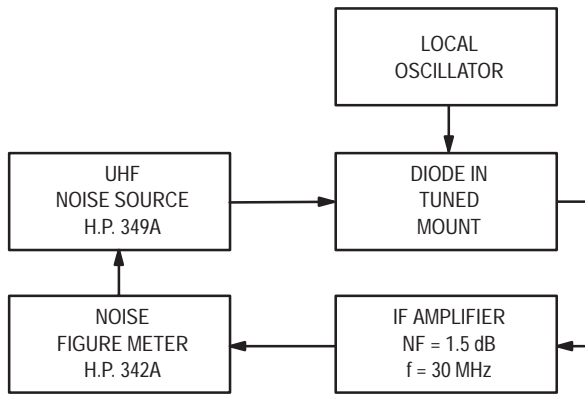 LOCAL
OSCILLATOR
UHF
NOISE SOURCE
H.P. 349A
DIODE IN
TUNED
MOUNT
NOISE
FIGURE METER
H.P. 342A
IF AMPLIFIER
NF = 1.5 dB
f = 30 MHz